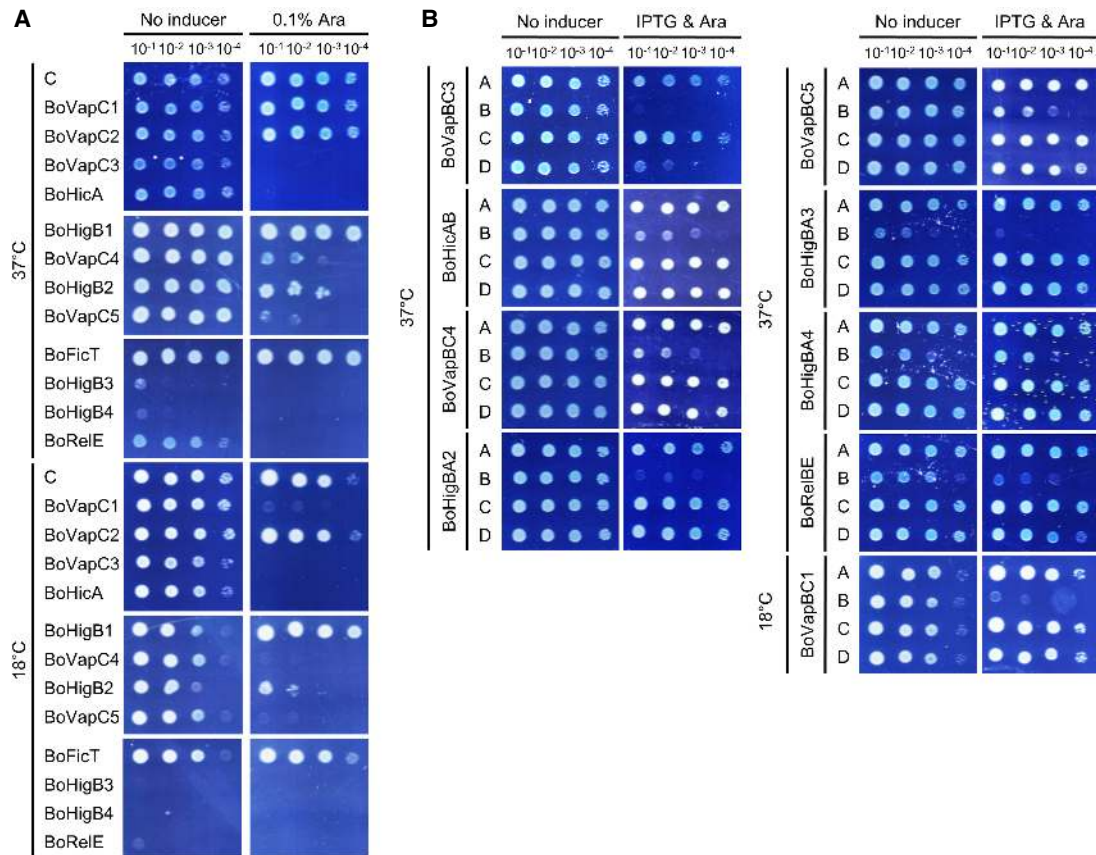 A
No inducer 0.1% Ara
10-1 10-2 10-3 10-4 10-1 10-2 10-3 10-4
37°C
C
BoVapC1
BoVapC2
BoVapC3
BoHicA
BoHigB1
BoVapC4
BoHigB2
BoVapC5
BoFicT
BoHigB3
BoHigB4
BoRelE
18°C
C
BoVapC1
BoVapC2
BoVapC3
BoHicA
BoHigB1
BoVapC4
BoHigB2
BoVapC5
BoFicT
BoHigB3
BoHigB4
BoRelE
B
No inducer IPTG & Ara
10-1 10-2 10-3 10-4 10-1 10-2 10-3 10-4
37°C
BoVapBC3
A
B
C
D
BoHicAB
A
B
C
D
BoVapBC4
A
B
C
D
BoHigBA2
A
B
C
D
No inducer IPTG & Ara
10-1 10-2 10-3 10-4 10-1 10-2 10-3 10-4
37°C
BoVapBC5
A
B
C
D
BoHigBA3
A
B
C
D
BoHigBA4
A
B
C
D
BoRelBE
A
B
C
D
18°C
BoVapBC1
A
B
C
D